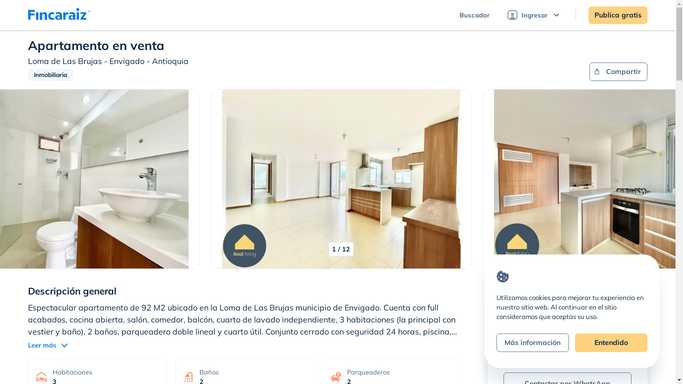 Fincaraiz
Buscador
Ingresar
Publica gratis
Apartamento en venta
Loma de Las Brujas - Envigado - Antioquia
Inmobiliaria
Compartir
1 / 12
Descripción general
Espectacular apartamento de 92 M2 ubicado en la Loma de Las Brujas municipio de Envigado. Cuenta con full
acabados, cocina abierta, salón, comedor, balcón, cuarto de lavado independiente, 3 habitaciones (la principal con
vestier y baño), 2 baños, parqueadero doble lineal y cuarto útil. Conjunto cerrado con seguridad 24 horas, piscina,...
Leer más
Habitaciones
3
Baños
2
Parqueaderos
2
Utilizamos cookies para mejorar tu experiencia en
nuestro sitio web. Al continuar en el sitio
consideramos que aceptas su uso.
Más información
Entendido
Contactar por WhatsApp